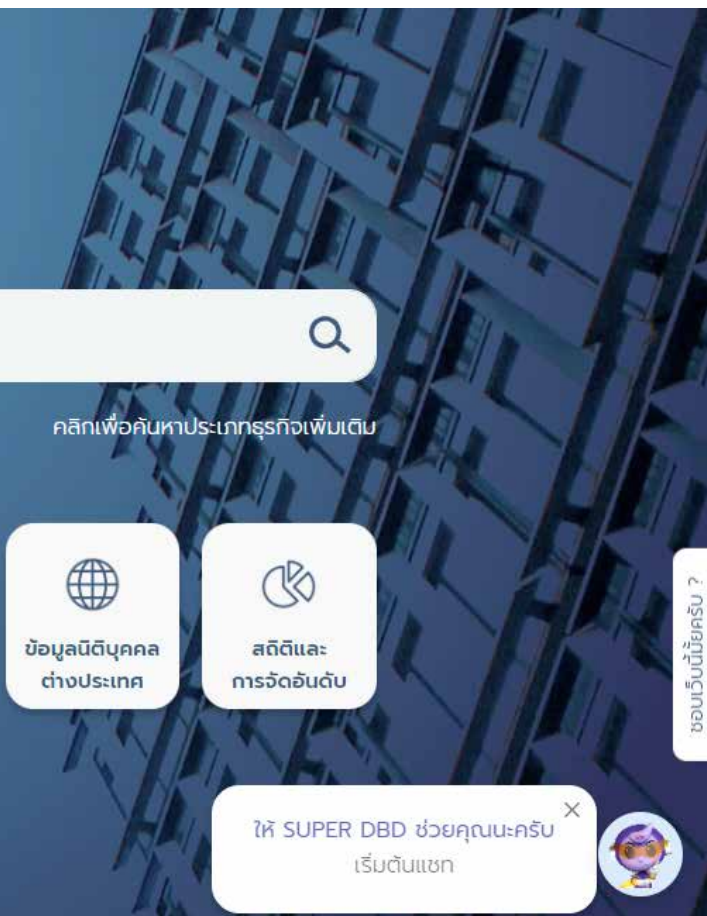 คลิกเพื่อค้นหาประเภทธุรกิจเพิ่มเติม
ข้อมูลนิติบุคคล
ต่างประเทศ
สถิติและ
การจัดอันดับ
ชอบเว็บนี้ไหมครับ ?
ให้ SUPER DBD ช่วยคุณนะครับ
เริ่มต้นแชท